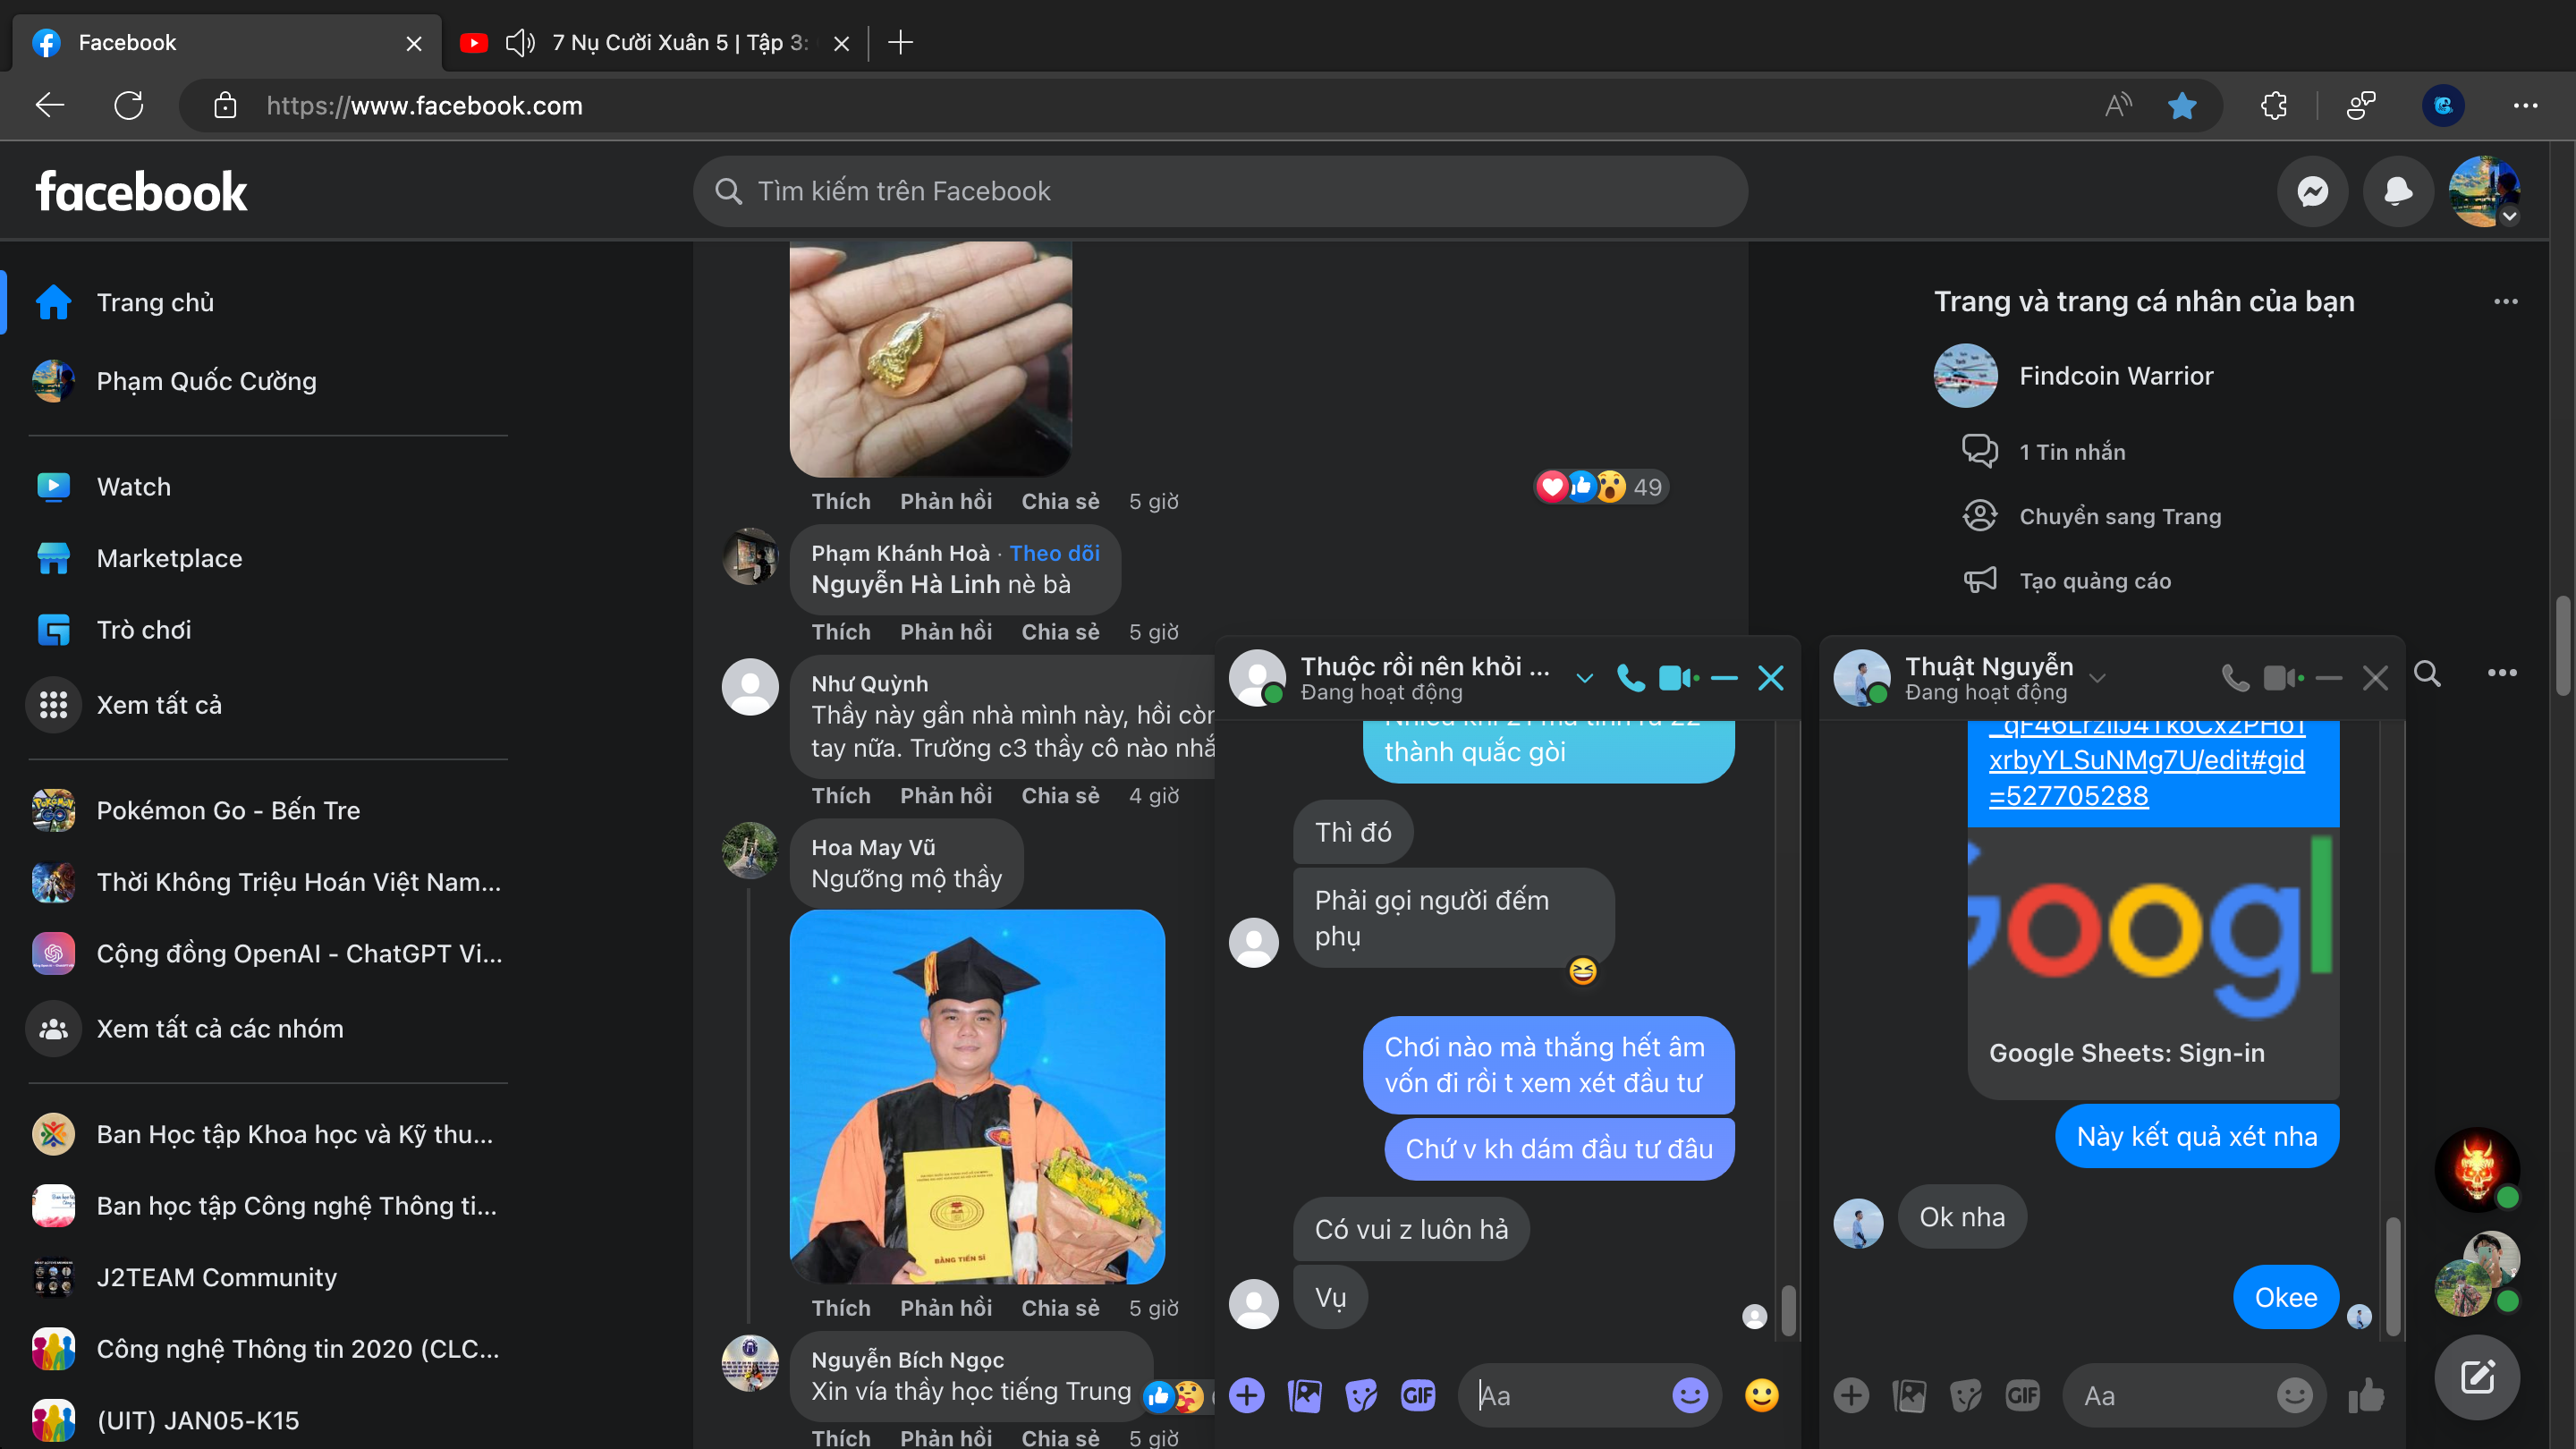 Facebook
7 Nụ Cười Xuân 5 | Tập 3:
https://www.facebook.com
facebook
Tìm kiếm trên Facebook
Trang chủ
Phạm Quốc Cường
Watch
Marketplace
Trò chơi
Xem tất cả
Pokémon Go - Bến Tre
Thời Không Triệu Hoán Việt Nam...
Cộng đồng OpenAI - ChatGPT Vi...
Xem tất cả các nhóm
Ban Học tập Khoa học và Kỹ thu...
Ban học tập Công nghệ Thông ti...
J2TEAM Community
Công nghệ Thông tin 2020 (CLC...
(UIT) JAN05-K15
Thích Phản hồi Chia sẻ 5 giờ
49
Phạm Khánh Hoà · Theo dõi
Nguyễn Hà Linh nè bà
Thích Phản hồi Chia sẻ 5 giờ
Như Quỳnh
Thầy này gần nhà mình này, hồi còn
tay nữa. Trường c3 thầy cô nào nhắ
Thích Phản hồi Chia sẻ 4 giờ
Hoa May Vũ
Ngưỡng mộ thầy
BẰNG TIẾN SĨ
Thích Phản hồi Chia sẻ 5 giờ
Nguyễn Bích Ngọc
Xin vía thầy học tiếng Trung
Thích Phản hồi Chia sẻ 5 giờ
Trang và trang cá nhân của bạn
Findcoin Warrior
1 Tin nhắn
Chuyển sang Trang
Tạo quảng cáo
Thuộc rồi nên khỏi ...
Đang hoạt động
thành quắc gòi
Thì đó
Phải gọi người đếm
phụ
Chơi nào mà thắng hết âm
vốn đi rồi t xem xét đầu tư
Chứ v kh dám đầu tư đâu
Có vui z luôn hả
Vụ
GIF
Aa
Thuật Nguyễn
Đang hoạt động
xrbyYLSuNMg7U/edit#gid
=527705288
Googl
Google Sheets: Sign-in
Này kết quả xét nha
Ok nha
Okee
GIF
Aa